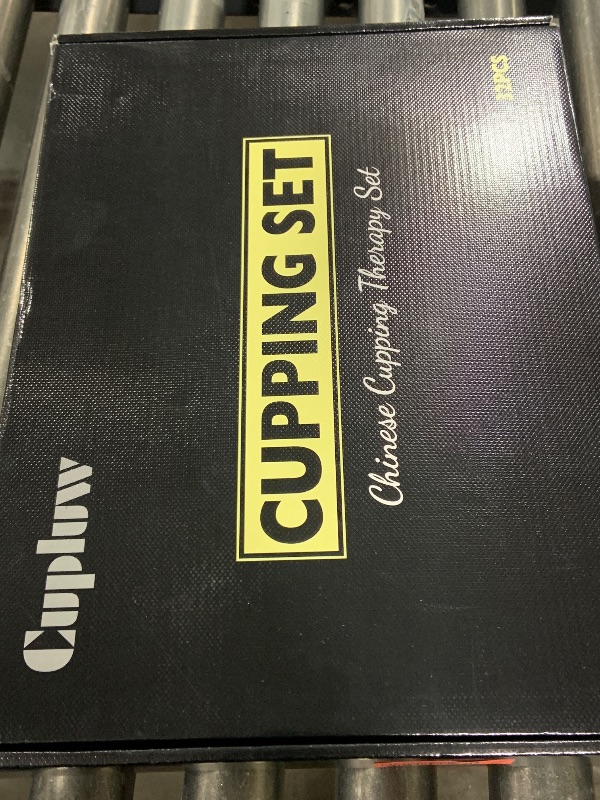 Cupluw
CUPPING SET
Chinese Cupping Therapy Set